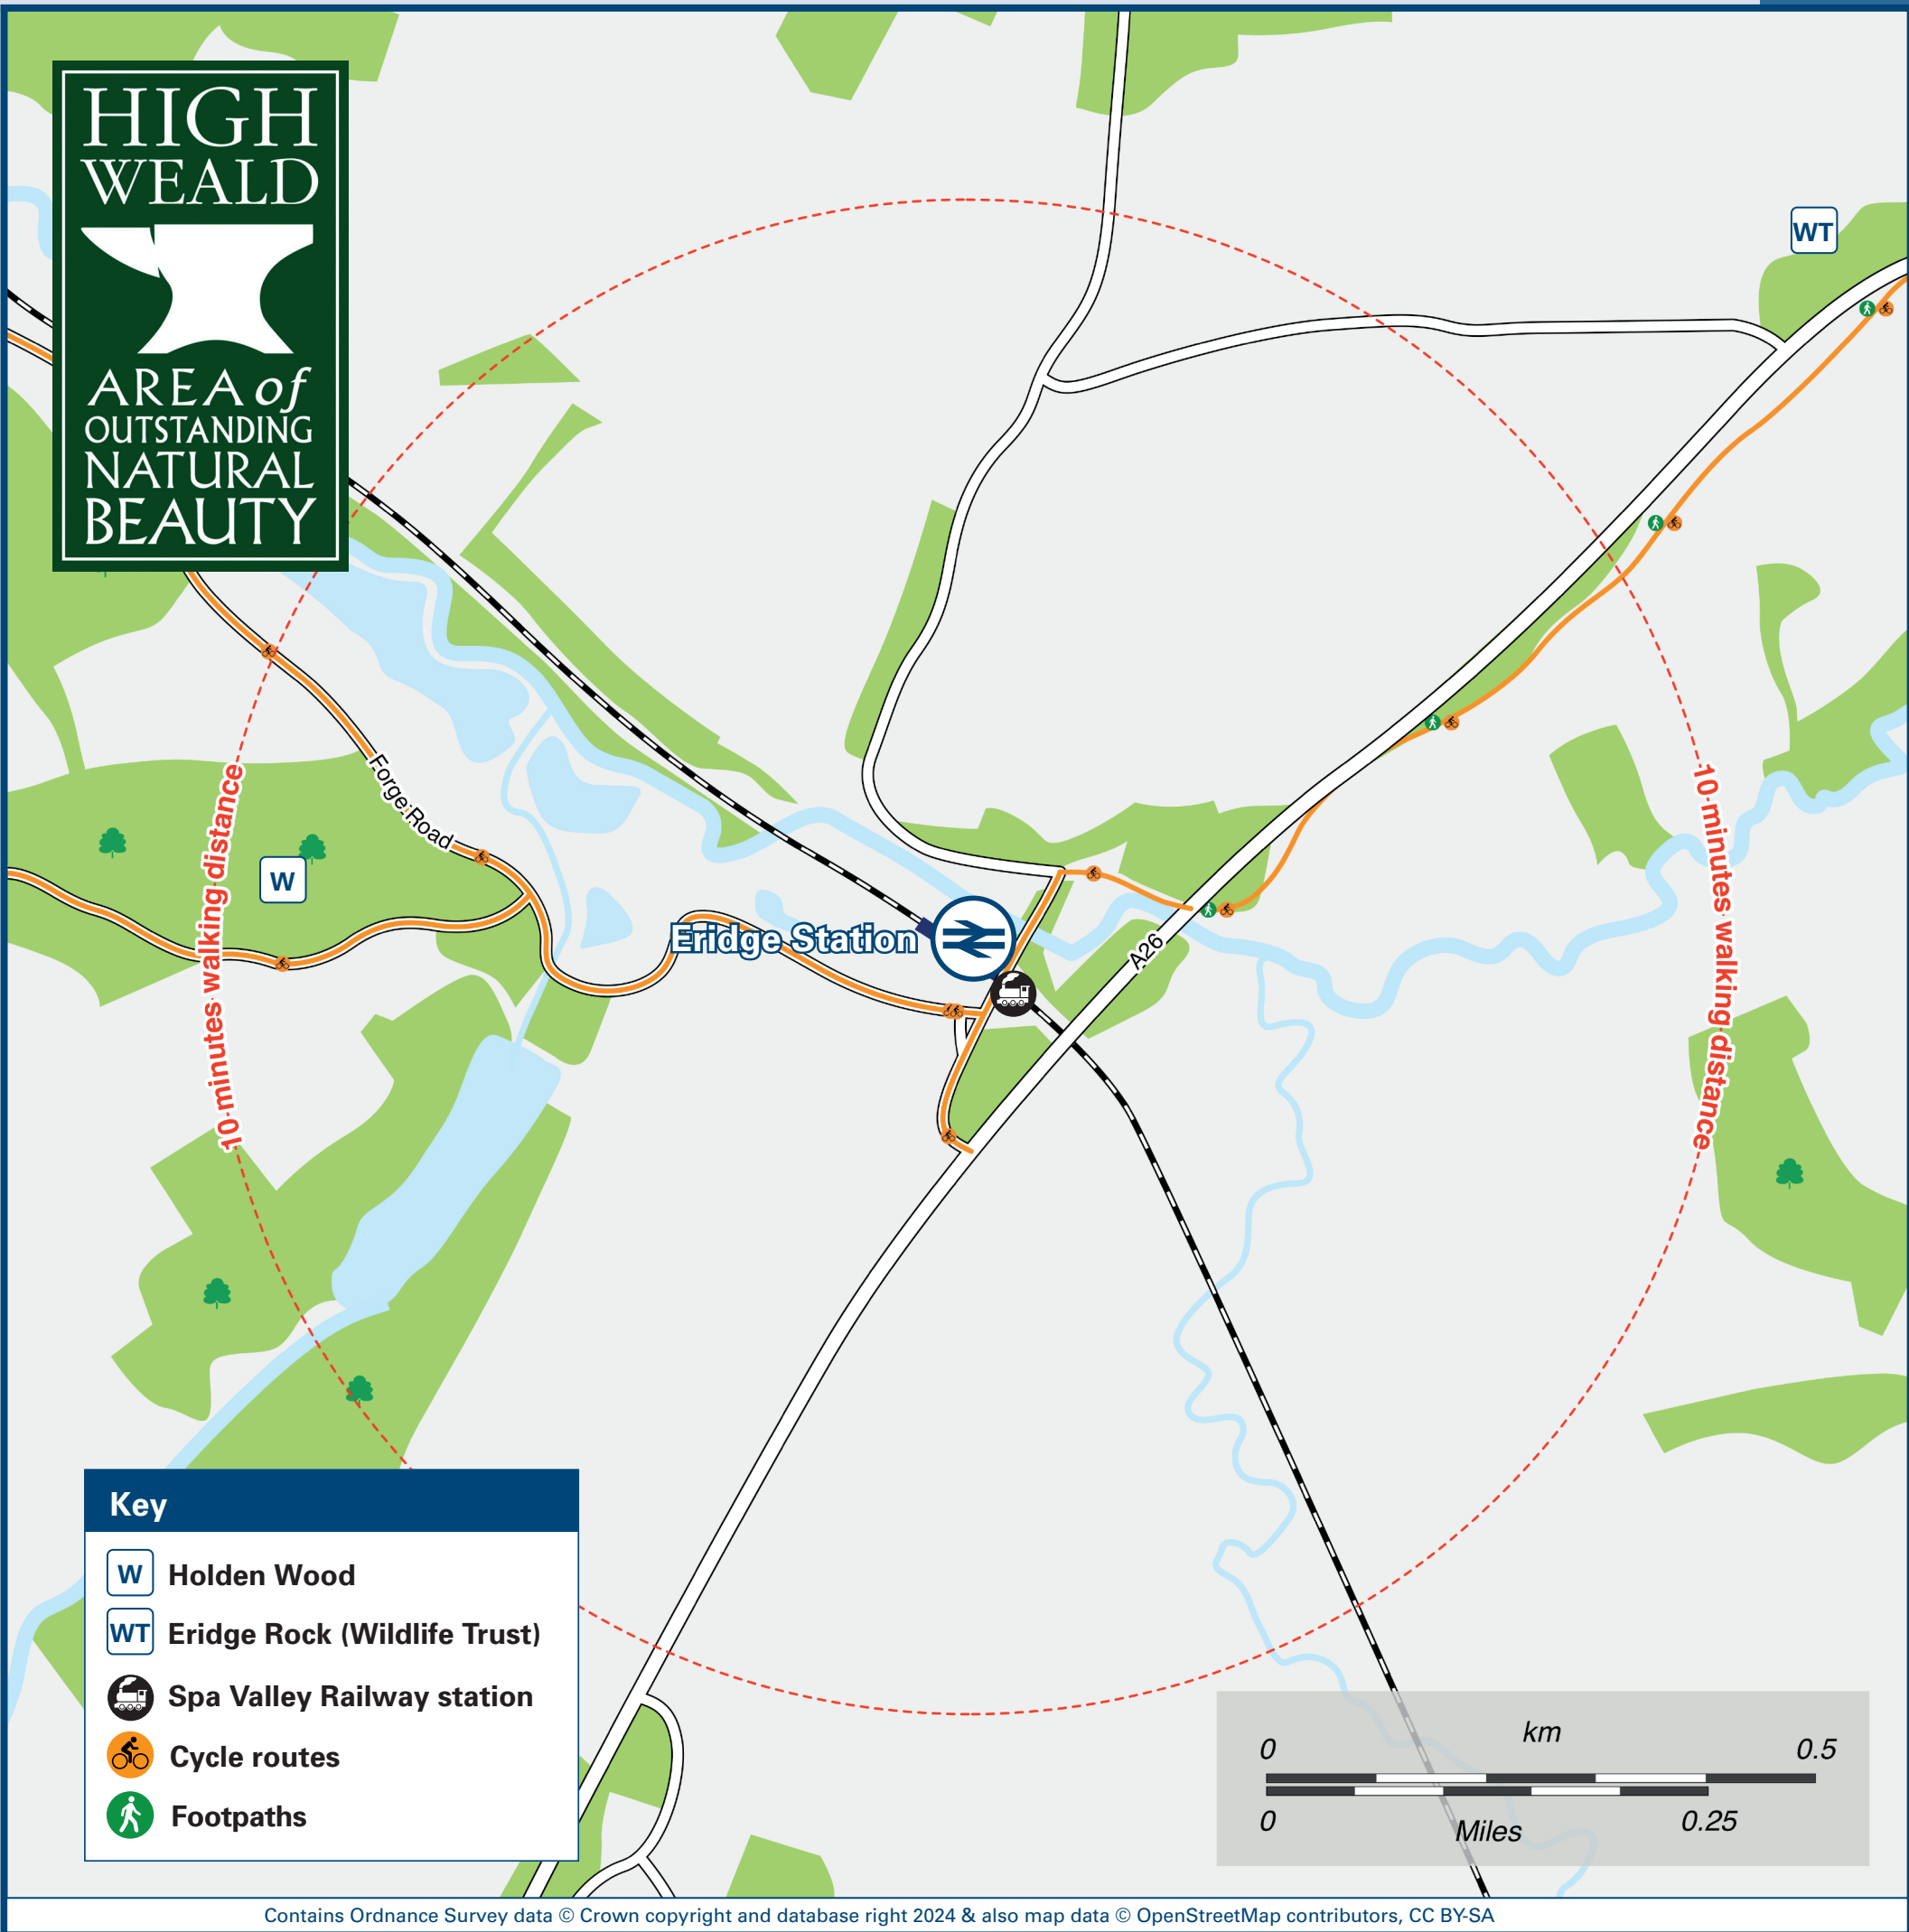 HIGH
WEALD
AREA of
OUTSTANDING
NATURAL
BEAUTY
WT
10 minutes walking distance
10 minutes walking distance
Forge Road
W
Eridge Station
A26
Key
W Holden Wood
WT Eridge Rock (Wildlife Trust)
Spa Valley Railway station
Cycle routes
Footpaths
km
0 0.5
0 0.25
Miles
Contains Ordnance Survey data © Crown copyright and database right 2024 & also map data © OpenStreetMap contributors, CC BY-SA